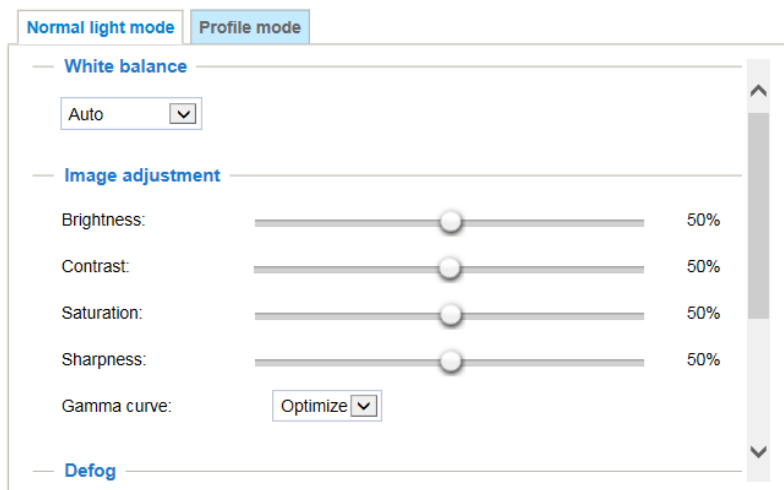 Normal light mode Profile mode
White balance
Auto
Image adjustment
Brightness: 50%
Contrast: 50%
Saturation: 50%
Sharpness: 50%
Gamma curve: Optimize
Defog